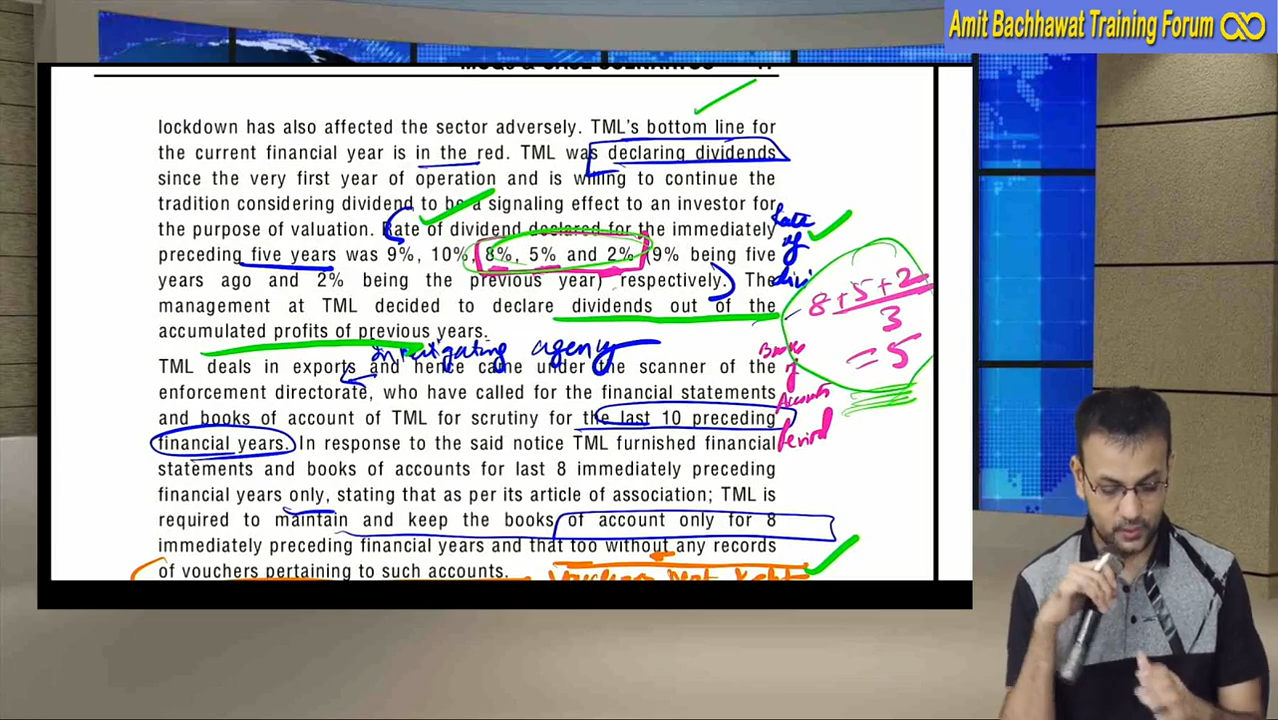 Amit Bachhawat Training Forum
lockdown has also affected the sector adversely. TML's bottom line for
the current financial year is in the red. TML was declaring dividends
since the very first year of operation and is willing to continue the
tradition considering dividend to be a signaling effect to an investor for
the purpose of valuation. Rate of dividend declared for the immediately
preceding five years was 9%, 10%, 8%, 5% and 2% (9% being five
years ago and 2% being the previous year) respectively. The
management at TML decided to declare dividends out of the
accumulated profits of previous years.
Rate
of
divi
8+5+2
3
= 5
Investigating agency
TML deals in exports and hence came under the scanner of the
enforcement directorate, who have called for the financial statements
and books of account of TML for scrutiny for the last 10 preceding
financial years. In response to the said notice TML furnished financial
statements and books of accounts for last 8 immediately preceding
financial years only, stating that as per its article of association; TML is
required to maintain and keep the books of account only for 8
immediately preceding financial years and that too without any records
of vouchers pertaining to such accounts.
Books
of
Accounts
Period